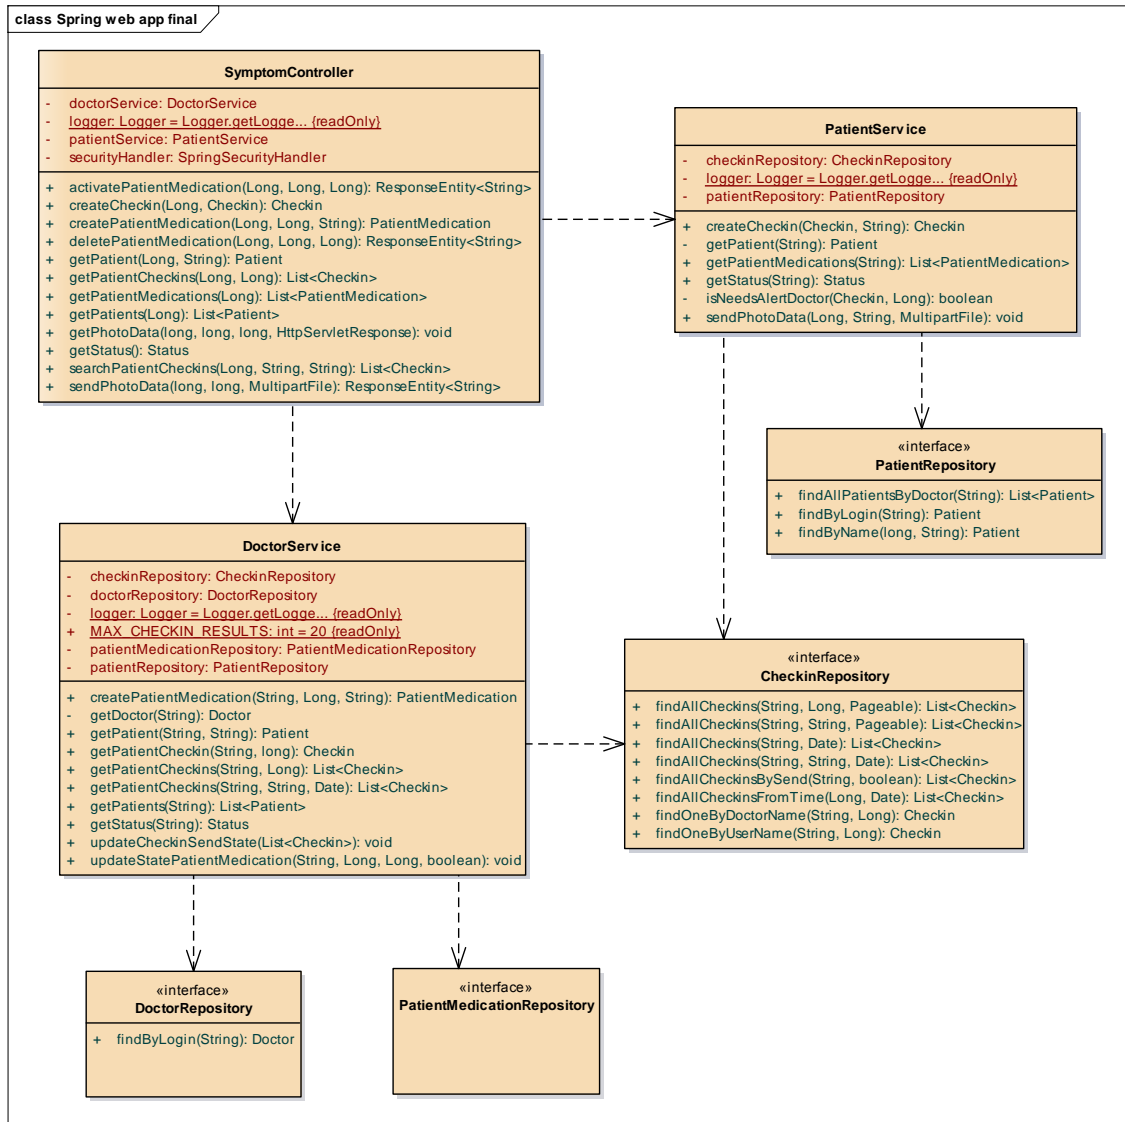 class Spring web app final
SymptomController
- doctorService: DoctorService
- logger: Logger = Logger.getLogge... {readOnly}
- patientService: PatientService
- securityHandler: SpringSecurityHandler
+ activatePatientMedication(Long, Long, Long): ResponseEntity<String>
+ createCheckin(Long, Checkin): Checkin
+ createPatientMedication(Long, Long, String): PatientMedication
+ deletePatientMedication(Long, Long, Long): ResponseEntity<String>
+ getPatient(Long, String): Patient
+ getPatientCheckins(Long, Long): List<Checkin>
+ getPatientMedications(Long): List<PatientMedication>
+ getPatients(Long): List<Patient>
+ getPhotoData(long, long, long, HttpServletResponse): void
+ getStatus(): Status
+ searchPatientCheckins(Long, String, String): List<Checkin>
+ sendPhotoData(long, long, MultipartFile): ResponseEntity<String>
PatientService
- checkinRepository: CheckinRepository
- logger: Logger = Logger.getLogge... {readOnly}
- patientRepository: PatientRepository
+ createCheckin(Checkin, String): Checkin
- getPatient(String): Patient
+ getPatientMedications(String): List<PatientMedication>
+ getStatus(String): Status
- isNeedsAlertDoctor(Checkin, Long): boolean
+ sendPhotoData(Long, String, MultipartFile): void
«interface»
PatientRepository
+ findAllPatientsByDoctor(String): List<Patient>
+ findByLogin(String): Patient
+ findByName(long, String): Patient
DoctorService
- checkinRepository: CheckinRepository
- doctorRepository: DoctorRepository
- logger: Logger = Logger.getLogge... {readOnly}
+ MAX_CHECKIN_RESULTS: int = 20 {readOnly}
- patientMedicationRepository: PatientMedicationRepository
- patientRepository: PatientRepository
+ createPatientMedication(String, Long, String): PatientMedication
- getDoctor(String): Doctor
+ getPatient(String, String): Patient
+ getPatientCheckin(String, long): Checkin
+ getPatientCheckins(String, Long): List<Checkin>
+ getPatientCheckins(String, String, Date): List<Checkin>
+ getPatients(String): List<Patient>
+ getStatus(String): Status
+ updateCheckinSendState(List<Checkin>): void
+ updateStatePatientMedication(String, Long, Long, boolean): void
«interface»
CheckinRepository
+ findAllCheckins(String, Long, Pageable): List<Checkin>
+ findAllCheckins(String, String, Pageable): List<Checkin>
+ findAllCheckins(String, Date): List<Checkin>
+ findAllCheckins(String, String, Date): List<Checkin>
+ findAllCheckinsBySend(String, boolean): List<Checkin>
+ findAllCheckinsFromTime(Long, Date): List<Checkin>
+ findOneByDoctorName(String, Long): Checkin
+ findOneByUserName(String, Long): Checkin
«interface»
DoctorRepository
+ findByLogin(String): Doctor
«interface»
PatientMedicationRepository